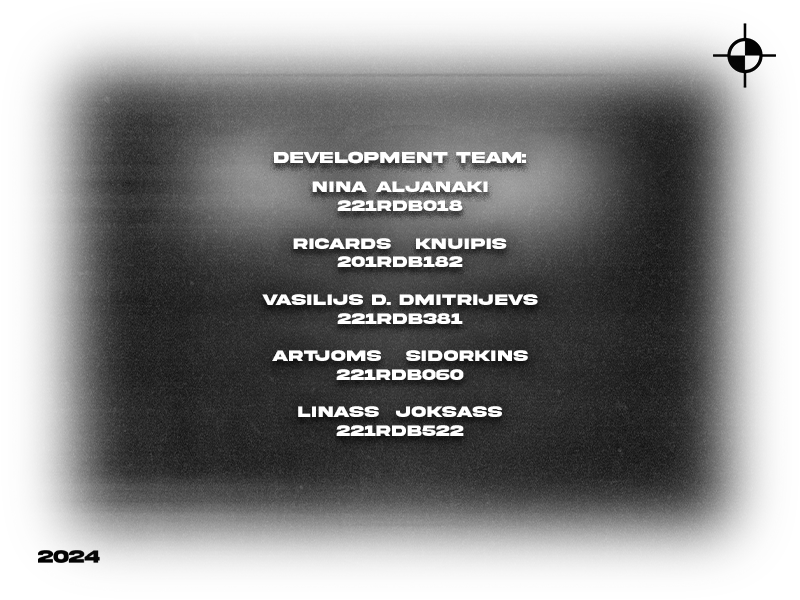 DEVELOPMENT TEAM:
NINA ALJANAKI
221RDB018
RICARDS KNUIPIS
201RDB182
VASILIJS D. DMITRIJEVS
221RDB381
ARTJOMS SIDORKINS
221RDB060
LINASS JOKSASS
221RDB522
2024